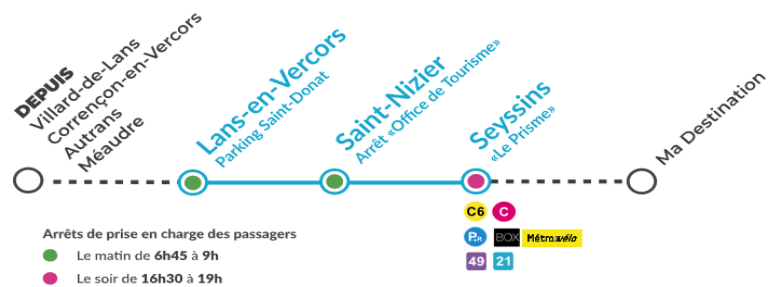 DEPUIS
Villard-de-Lans
Corrençon-en-Vercors
Autrans
Méaudre
Lans-en-Vercors
Parking Saint-Donat
Saint-Nizier
Arrêt «Office de Tourisme»
Seyssins
«Le Prisme»
Ma Destination
C6 C
P+R BOX Métrovélo
49 21
Arrêts de prise en charge des passagers
Le matin de 6h45 à 9h
Le soir de 16h30 à 19h